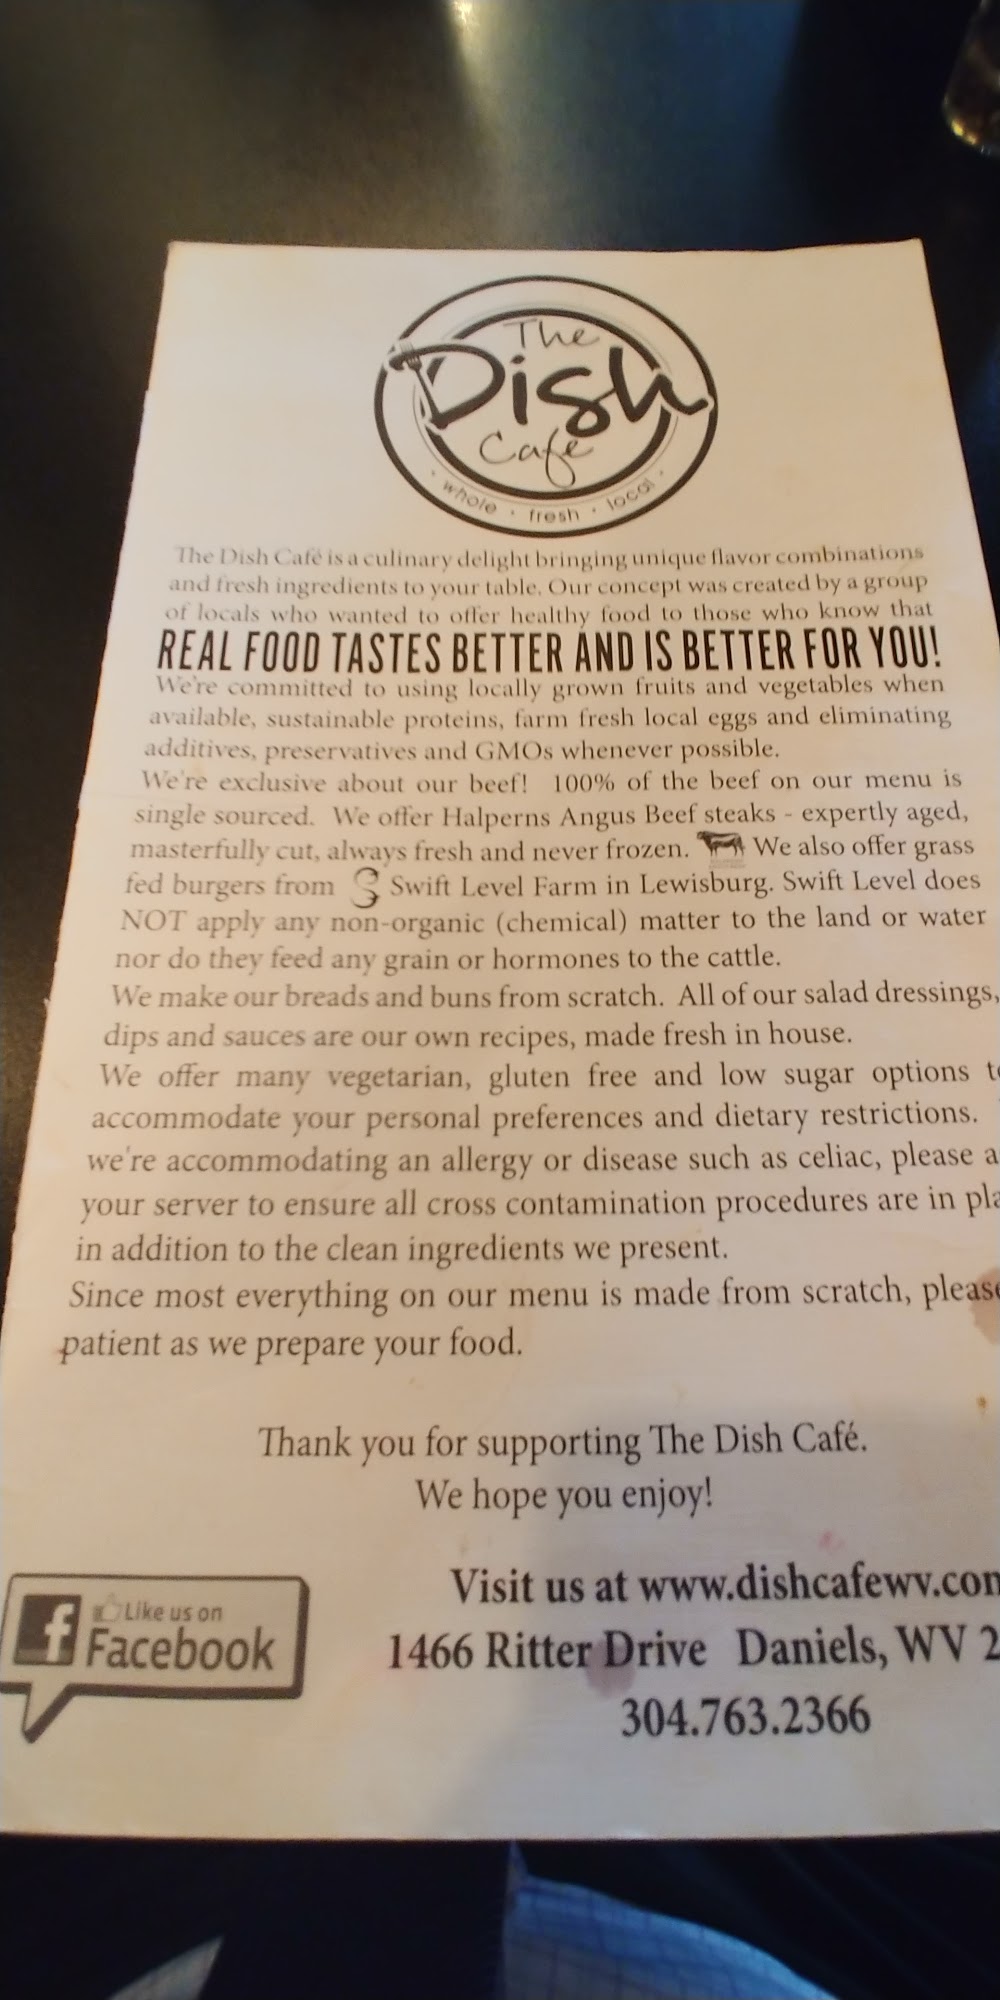 The
Dish
Café
· whole · fresh · local ·
The Dish Café is a culinary delight bringing unique flavor combinations
and fresh ingredients to your table. Our concept was created by a group
of locals who wanted to offer healthy food to those who know that
REAL FOOD TASTES BETTER AND IS BETTER FOR YOU!
We're committed to using locally grown fruits and vegetables when
available, sustainable proteins, farm fresh local eggs and eliminating
additives, preservatives and GMOs whenever possible.
We're exclusive about our beef! 100% of the beef on our menu is
single sourced. We offer Halperns Angus Beef steaks - expertly aged,
masterfully cut, always fresh and never frozen. We also offer grass
fed burgers from Swift Level Farm in Lewisburg. Swift Level does
NOT apply any non-organic (chemical) matter to the land or water
nor do they feed any grain or hormones to the cattle.
We make our breads and buns from scratch. All of our salad dressings,
dips and sauces are our own recipes, made fresh in house.
We offer many vegetarian, gluten free and low sugar options
accommodate your personal preferences and dietary restrictions.
we're accommodating an allergy or disease such as celiac, please
your server to ensure all cross contamination procedures are in
in addition to the clean ingredients we present.
Since most everything on our menu is made from scratch, please
patient as we prepare your food.
Thank you for supporting The Dish Café.
We hope you enjoy!
Visit us at www.dishcafewv.com
Like us on
Facebook
1466 Ritter Drive Daniels, WV 2
304.763.2366